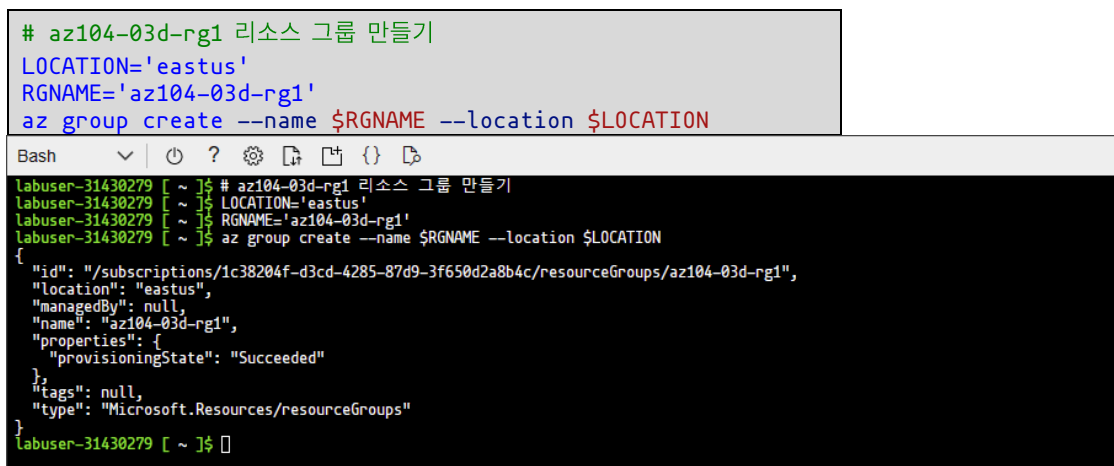 # az104-03d-rg1 리소스 그룹 만들기
LOCATION='eastus'
RGNAME='az104-03d-rg1'
az group create --name $RGNAME --location $LOCATION
Bash
labuser-31430279 [ ~ ]$ # az104-03d-rg1 리소스 그룹 만들기
labuser-31430279 [ ~ ]$ LOCATION='eastus'
labuser-31430279 [ ~ ]$ RGNAME='az104-03d-rg1'
labuser-31430279 [ ~ ]$ az group create --name $RGNAME --location $LOCATION
{
  "id": "/subscriptions/1c38204f-d3cd-4285-87d9-3f650d2a8b4c/resourceGroups/az104-03d-rg1",
  "location": "eastus",
  "managedBy": null,
  "name": "az104-03d-rg1",
  "properties": {
    "provisioningState": "Succeeded"
  },
  "tags": null,
  "type": "Microsoft.Resources/resourceGroups"
}
labuser-31430279 [ ~ ]$